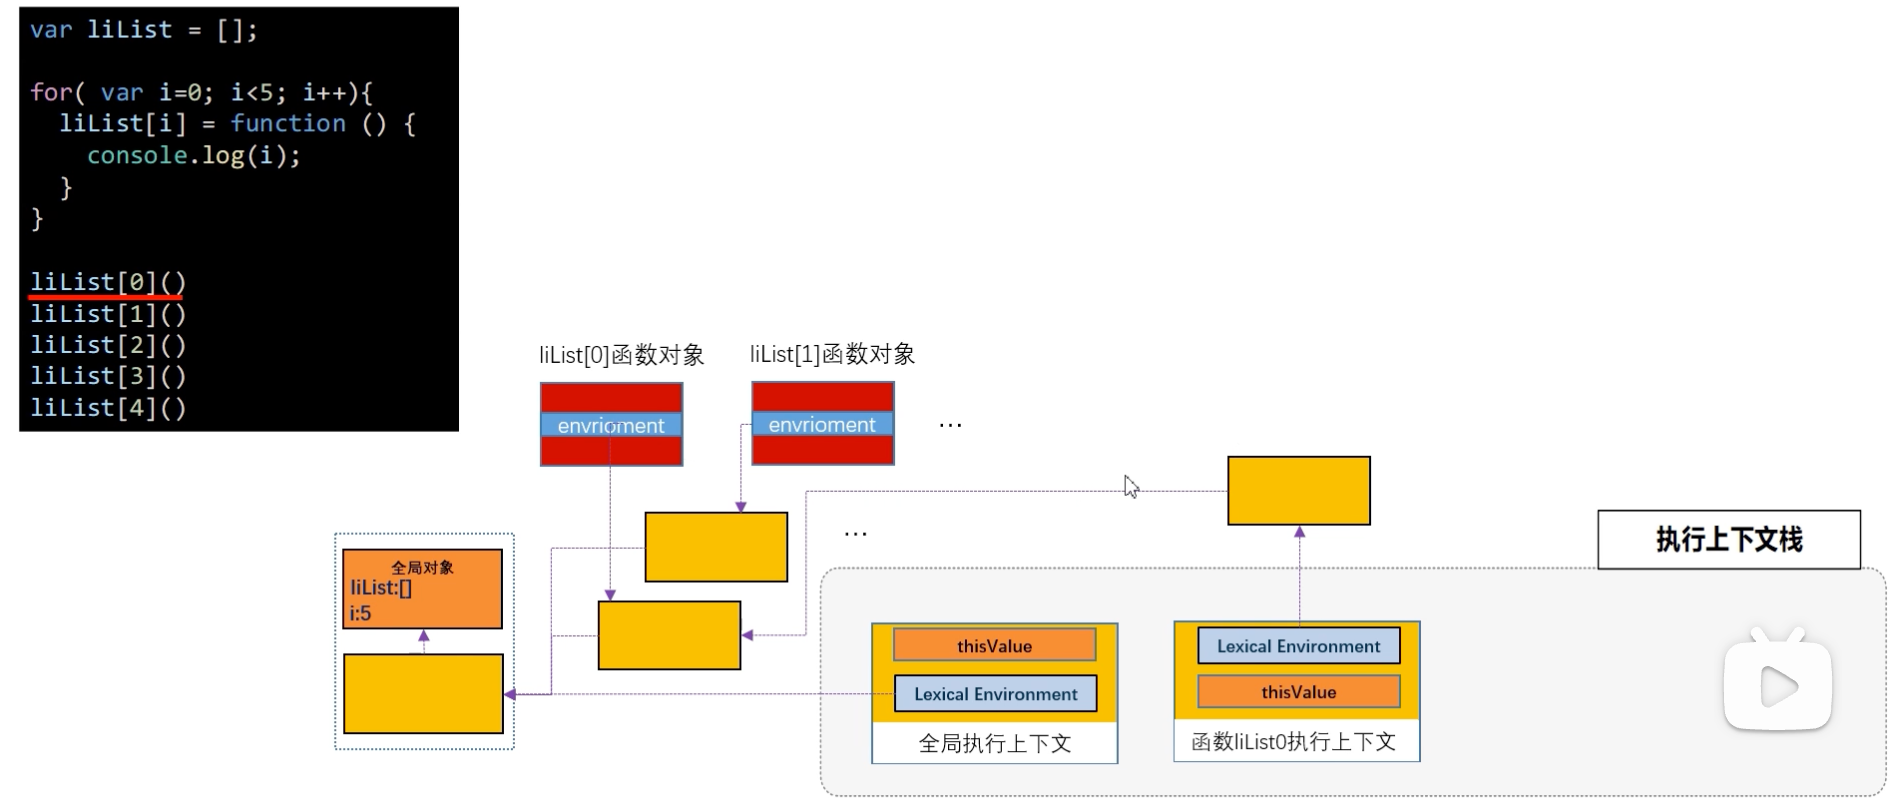 var liList = [];
for( var i=0; i<5; i++){
liList[i] = function () {
console.log(i);
}
}
liList[0]()
liList[1]()
liList[2]()
liList[3]()
liList[4]()
liList[0]函数对象
liList[1]函数对象
envrioment
envrioment
...
...
全局对象
liList:[]
i:5
执行上下文栈
thisValue
Lexical Environment
全局执行上下文
Lexical Environment
thisValue
函数liList0执行上下文